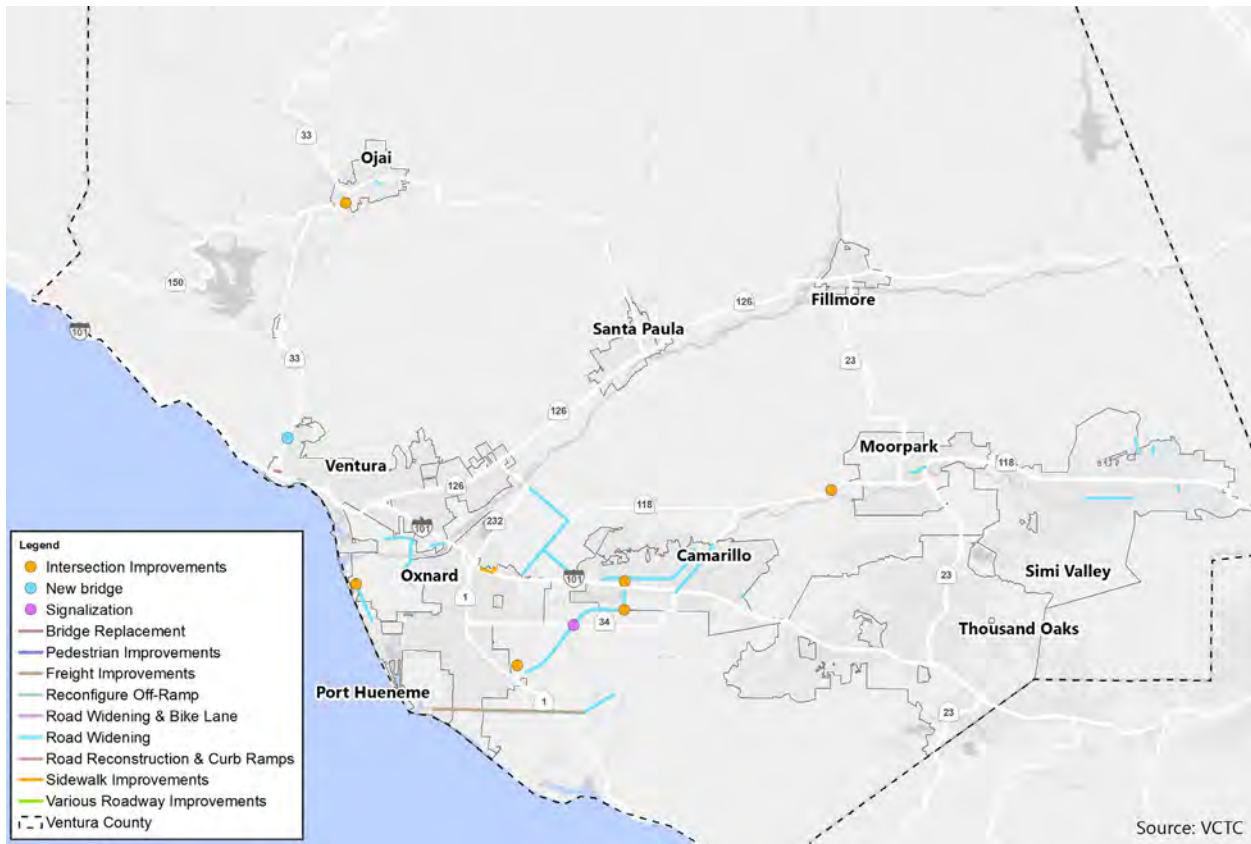 33
Ojai
150
126
Fillmore
Santa Paula
101
33
23
126
Moorpark
118
Ventura
126
118
232
101
Camarillo
Oxnard
101
1
23
Simi Valley
34
Thousand Oaks
Port Hueneme
1
23
Legend
Intersection Improvements
New bridge
Signalization
Bridge Replacement
Pedestrian Improvements
Freight Improvements
Reconfigure Off-Ramp
Road Widening & Bike Lane
Road Widening
Road Reconstruction & Curb Ramps
Sidewalk Improvements
Various Roadway Improvements
Ventura County
Source: VCTC